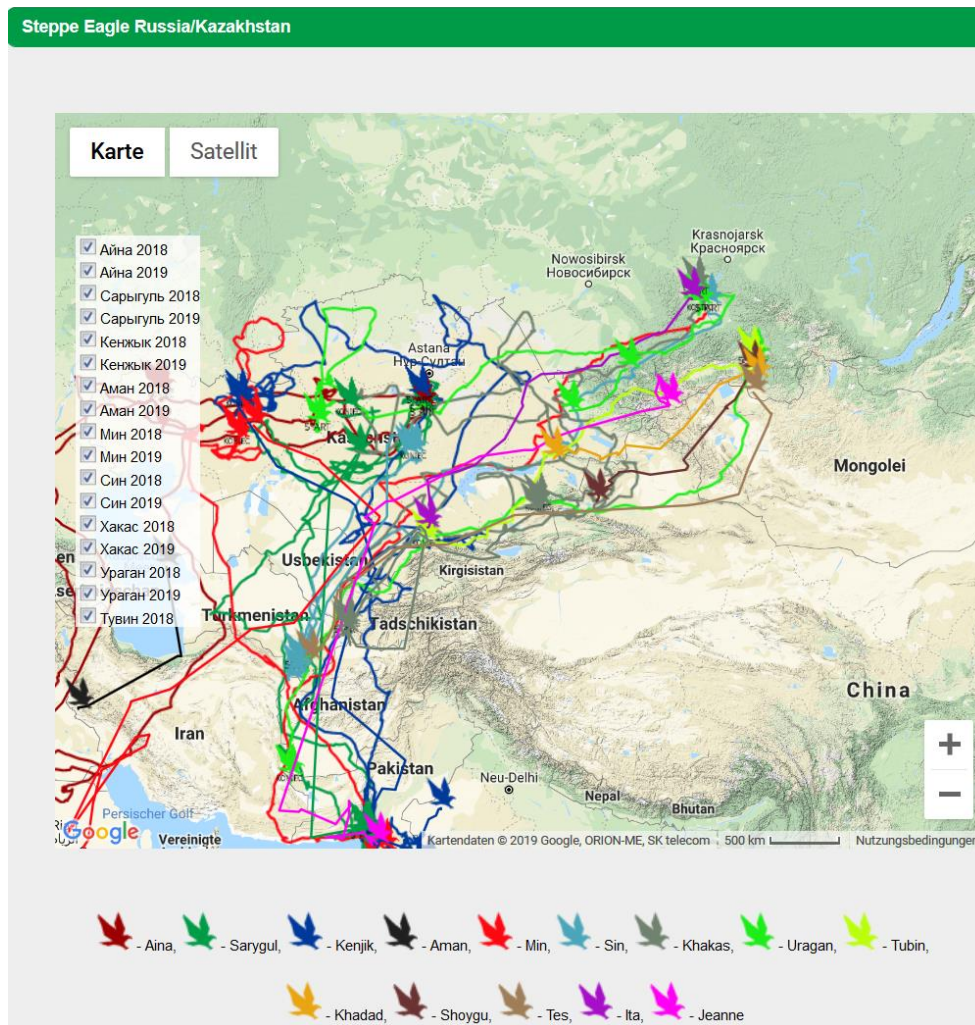 Steppe Eagle Russia/Kazakhstan
Karte
Satellit
Айна 2018
Айна 2019
Сарыгуль 2018
Сарыгуль 2019
Кенжык 2018
Кенжык 2019
Аман 2018
Аман 2019
Мин 2018
Мин 2019
Син 2018
Син 2019
Хакас 2018
Хакас 2019
Ураган 2018
Ураган 2019
Тувин 2018
Krasnojarsk
Красноярск
Nowosibirsk
Новосибирск
Astana
Нур-Султан
Mongolei
Usbekistan
Kirgisistan
Turkmenistan
Tadschikistan
China
Afghanistan
Iran
Pakistan
Neu-Delhi
Nepal
Bhutan
Persischer Golf
Google
Vereinigte
Kartendaten © 2019 Google, ORION-ME, SK telecom
500 km
Nutzungsbedingungen
- Aina, - Sarygul, - Kenjik, - Aman, - Min, - Sin, - Khakas, - Uragan, - Tubin,
- Khadad, - Shoygu, - Tes, - Ita, - Jeanne